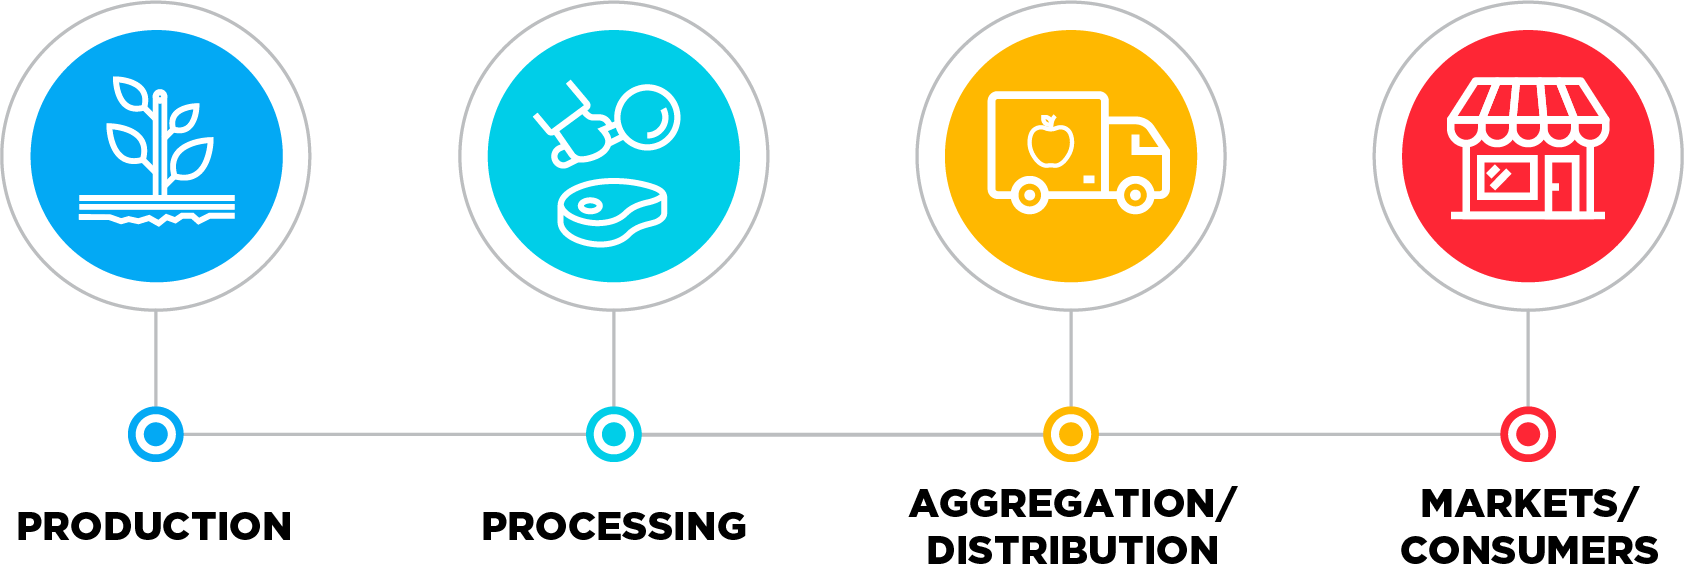 PRODUCTION
PROCESSING
AGGREGATION/
DISTRIBUTION
MARKETS/
CONSUMERS